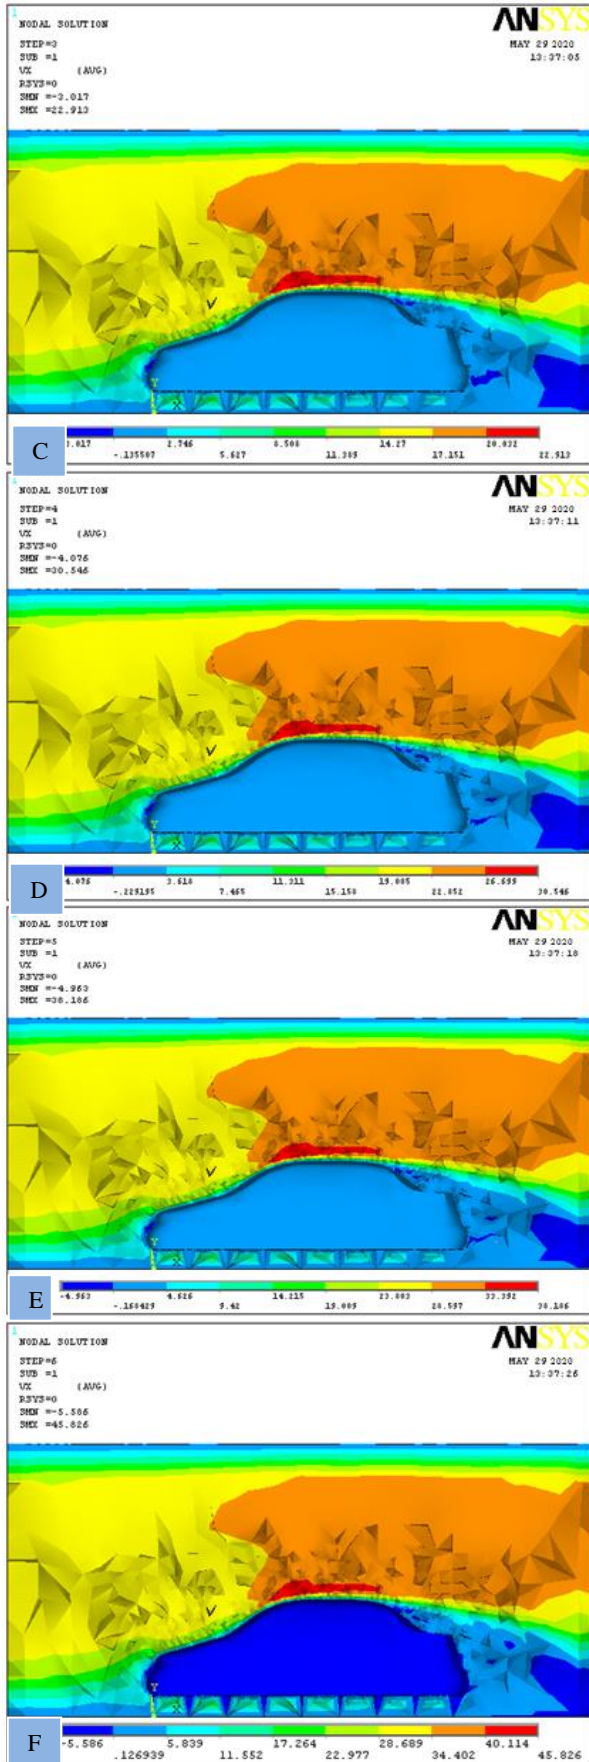 1
NODAL SOLUTION
ANSYS
STEP=3
MAY 29 2020
SUB =1
13:37:05
VX (AVG)
RSYS=0
SMN =-3.017
SMX =22.913
V
Y
X
C
3.017 2.746 8.508 14.27 20.032
-.135507 5.627 11.389 17.151 22.913
1
NODAL SOLUTION
ANSYS
STEP=4
MAY 29 2020
SUB =1
13:37:11
VX (AVG)
RSYS=0
SMN =-4.076
SMX =30.546
V
Y
X
4.076 3.618 11.311 19.005 26.699
D
-.229195 7.465 15.158 22.852 30.546
1
NODAL SOLUTION
ANSYS
STEP=5
MAY 29 2020
SUB =1
13:37:18
VX (AVG)
RSYS=0
SMN =-4.963
SMX =38.186
V
Y
X
-4.963 4.626 14.215 23.803 33.392
E
-.168429 9.42 19.009 28.597 38.186
1
NODAL SOLUTION
ANSYS
STEP=6
MAY 29 2020
SUB =1
13:37:26
VX (AVG)
RSYS=0
SMN =-5.586
SMX =45.826
V
Y
X
F
-5.586 5.839 17.264 28.689 40.114
.126939 11.552 22.977 34.402 45.826